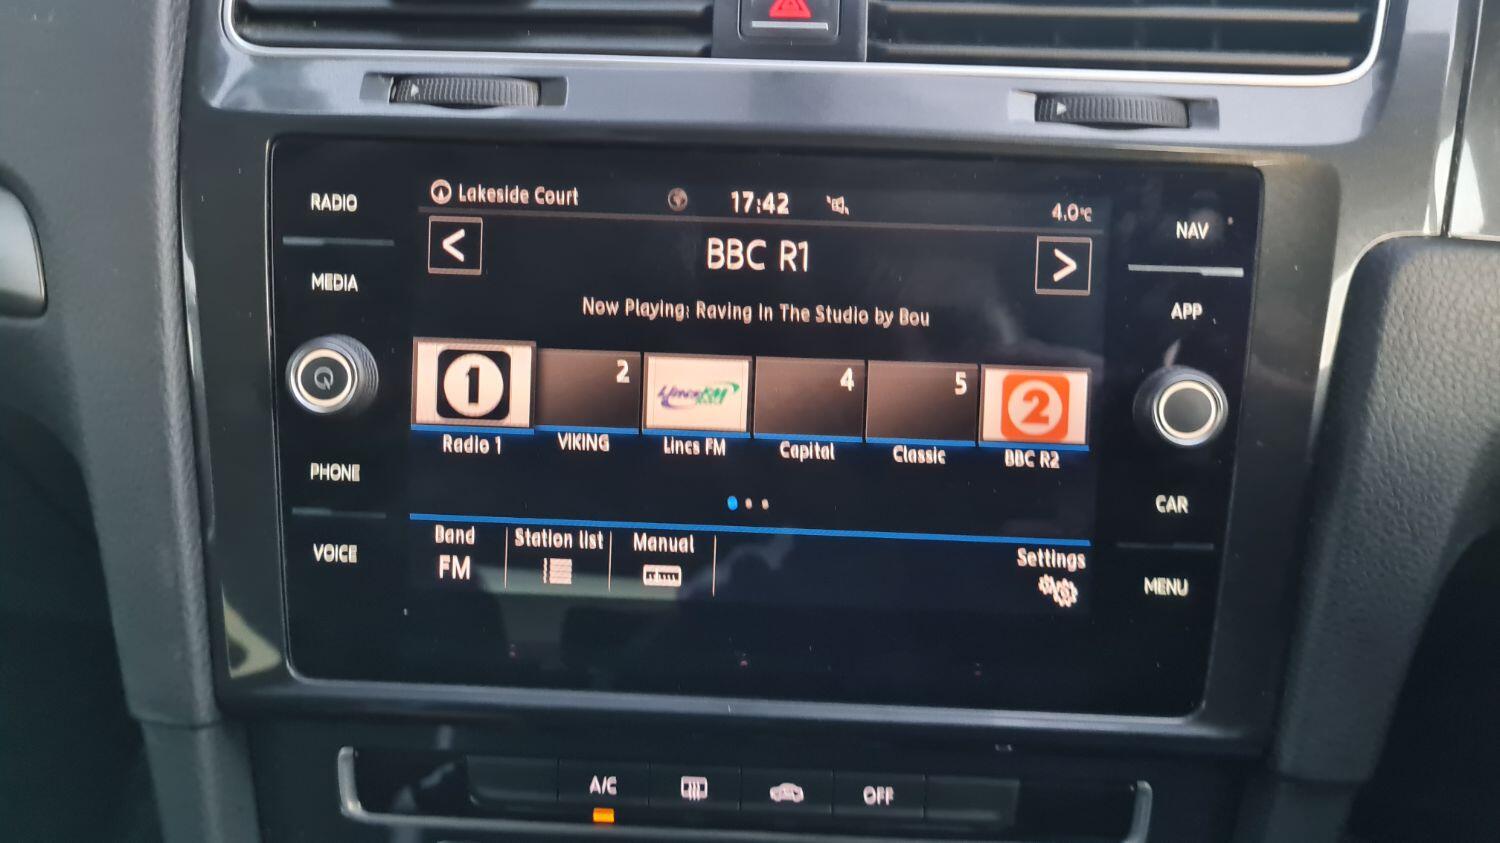 RADIO
MEDIA
PHONE
VOICE
Lakeside Court
17:42
4.0°C
<
BBC R1
>
Now Playing: Raving In The Studio by Bou
1
2
LincsFM
4
5
2
Radio 1
VIKING
Lincs FM
Capital
Classic
BBC R2
Band
FM
Station list
Manual
Settings
NAV
APP
CAR
MENU
A/C
OFF